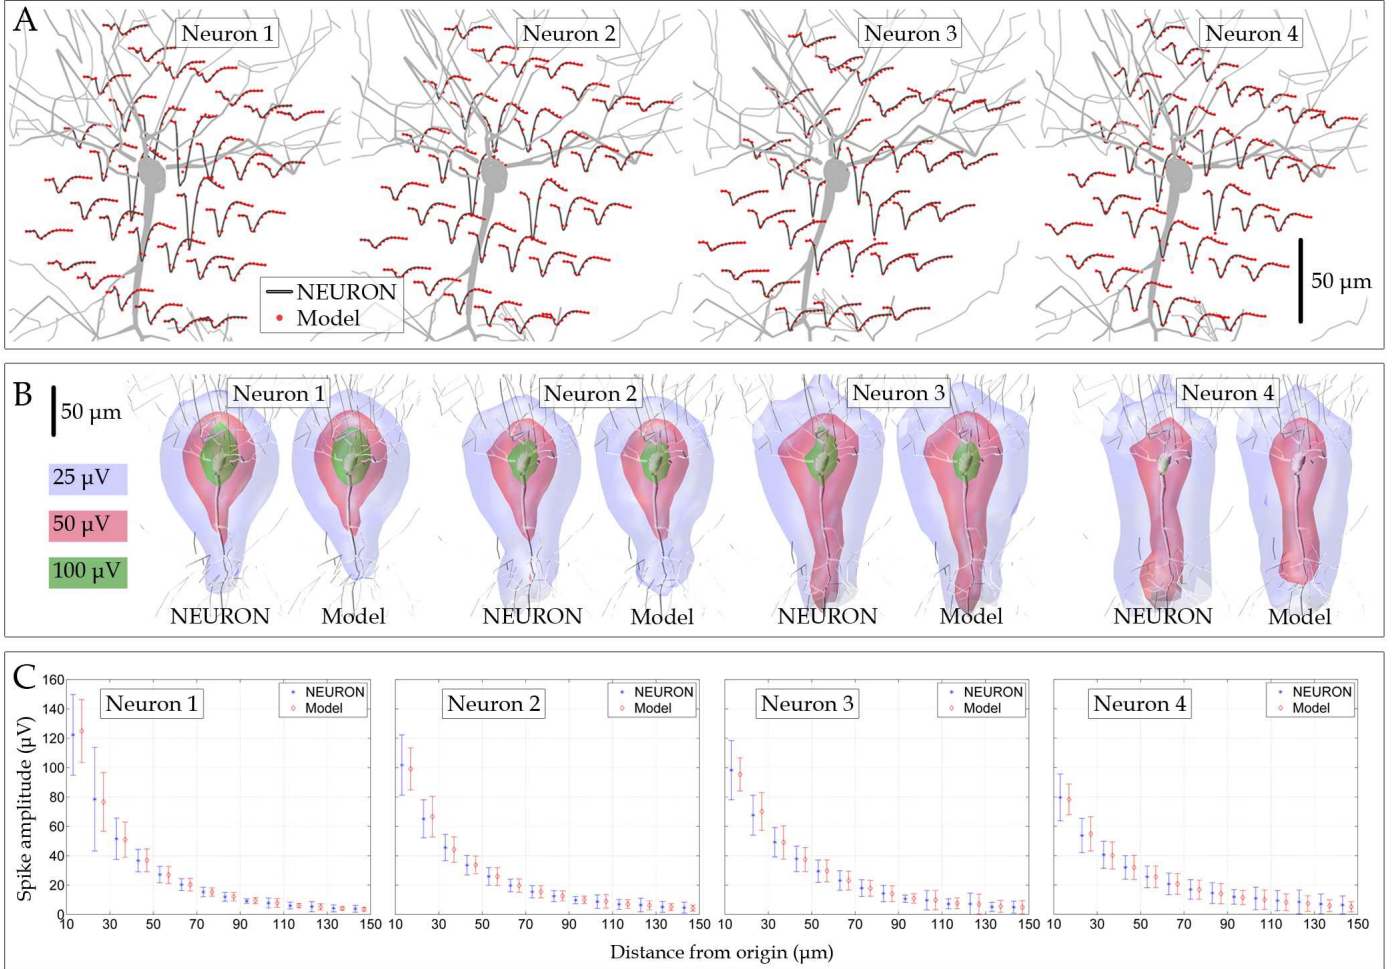 A
Neuron 1
Neuron 2
Neuron 3
Neuron 4
NEURON
Model
50 µm
B
50 µm
Neuron 1
Neuron 2
Neuron 3
Neuron 4
25 µV
50 µV
100 µV
NEURON Model NEURON Model NEURON Model NEURON Model
C
Spike amplitude (µV)
160
140
120
100
80
60
40
20
0
Neuron 1
NEURON
Model
Neuron 2
NEURON
Model
Neuron 3
NEURON
Model
Neuron 4
NEURON
Model
10 30 50 70 90 110 130 150
10 30 50 70 90 110 130 150
10 30 50 70 90 110 130 150
10 30 50 70 90 110 130 150
Distance from origin (µm)